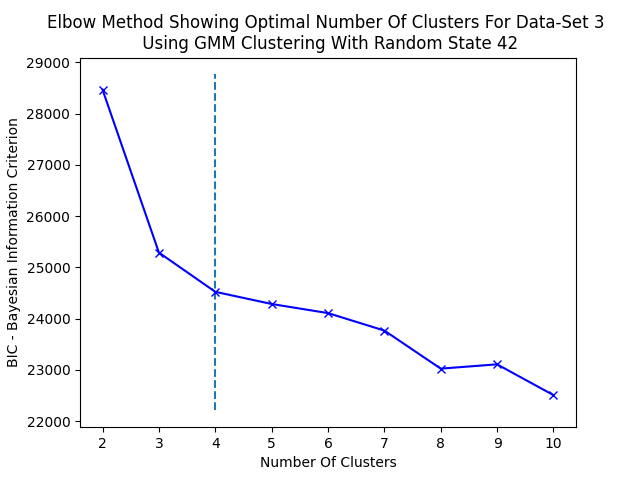 Elbow Method Showing Optimal Number Of Clusters For Data-Set 3
Using GMM Clustering With Random State 42
29000
28000
27000
26000
25000
24000
23000
22000
BIC - Bayesian Information Criterion
2 3 4 5 6 7 8 9 10
Number Of Clusters